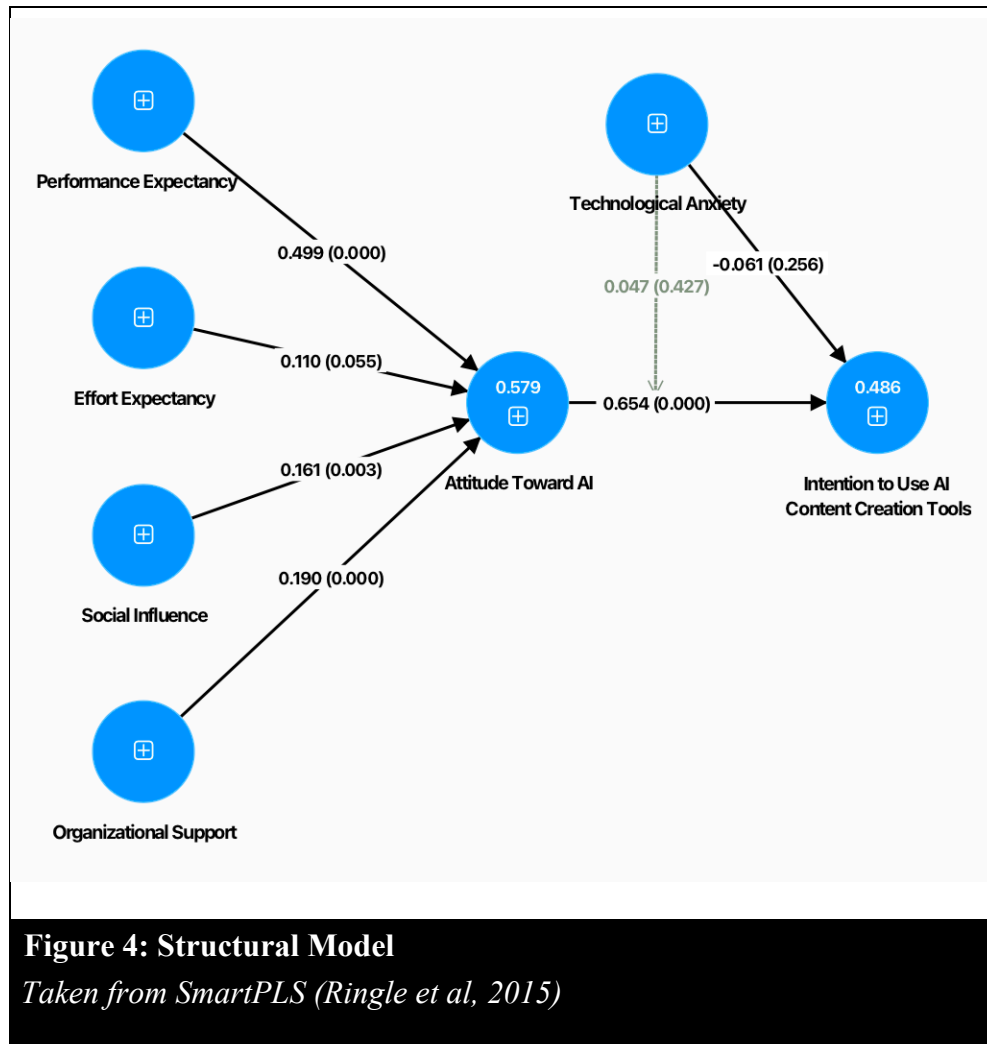 Performance Expectancy
Technological Anxiety
0.499 (0.000)
-0.061 (0.256)
0.047 (0.427)
Effort Expectancy
0.110 (0.055)
0.579
0.654 (0.000)
0.486
0.161 (0.003)
Attitude Toward AI
Intention to Use AI
Content Creation Tools
Social Influence
0.190 (0.000)
Organizational Support
Figure 4: Structural Model
Taken from SmartPLS (Ringle et al, 2015)